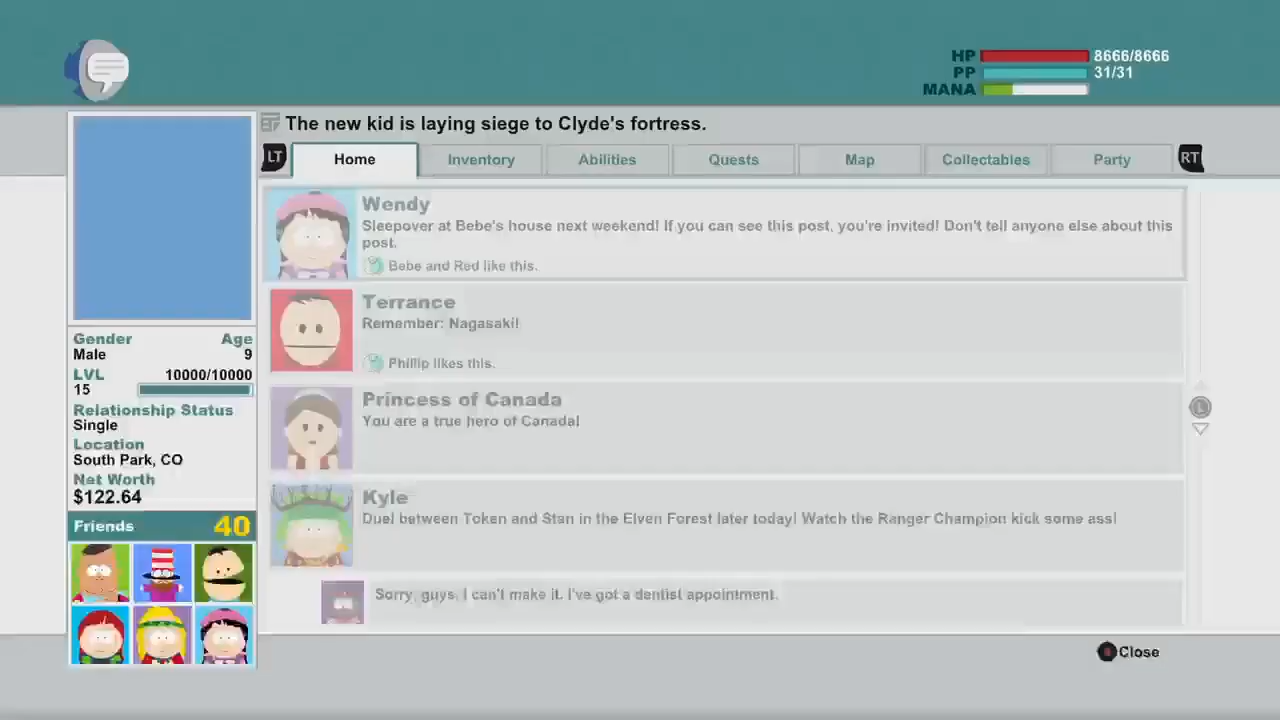 HP 8666/8666
PP 31/31
MANA
The new kid is laying siege to Clyde's fortress.
LT Home Inventory Abilities Quests Map Collectables Party RT
Wendy
Sleepover at Bebe's house next weekend! If you can see this post, you're invited! Don't tell anyone else about this
post.
Bebe and Red like this.
Terrance
Remember: Nagasaki!
Phillip likes this.
Princess of Canada
You are a true hero of Canada!
Kyle
Duel between Token and Stan in the Elven Forest later today! Watch the Ranger Champion kick some ass!
Sorry, guys, I can't make it. I've got a dentist appointment.
Gender Age
Male 9
LVL 10000/10000
15
Relationship Status
Single
Location
South Park, CO
Net Worth
$122.64
Friends 40
L
Close